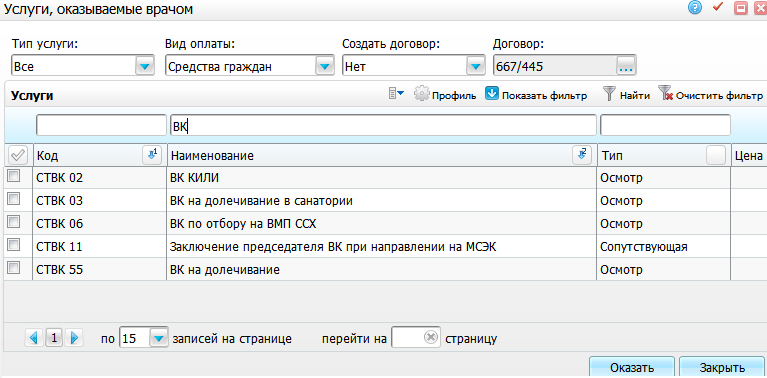 Услуги, оказываемые врачом
Тип услуги: Вид оплаты: Создать договор: Договор:
Все Средства граждан Нет 667/445 ...
Услуги Профиль Показать фильтр Найти Очистить фильтр
ВК
Код 1 Наименование 2 Тип Цена
СТВК 02 ВК КИЛИ Осмотр
СТВК 03 ВК на долечивание в санатории Осмотр
СТВК 06 ВК по отбору на ВМП ССХ Осмотр
СТВК 11 Заключение председателя ВК при направлении на МСЭК Сопутствующая
СТВК 55 ВК на долечивание Осмотр
1 по 15 записей на странице перейти на страницу
Оказать Закрыть